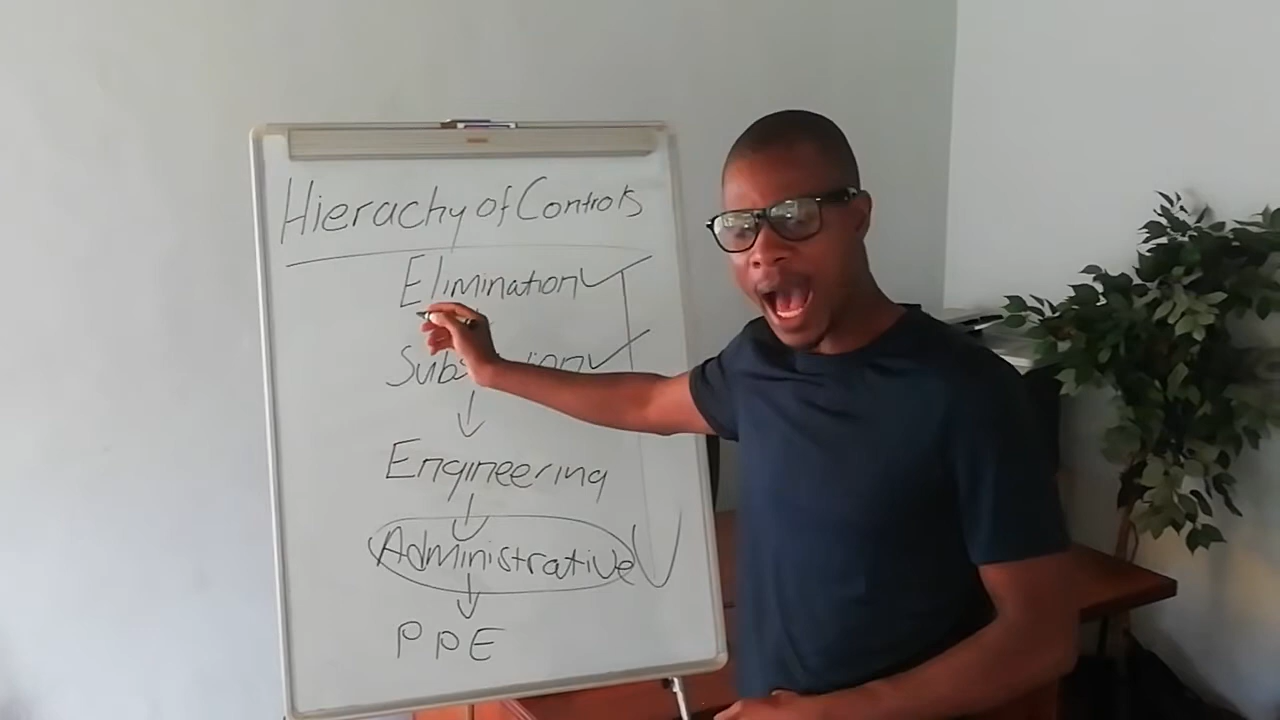 Hierachy of Controls
Elimination
Engineering
Administrative
PPE